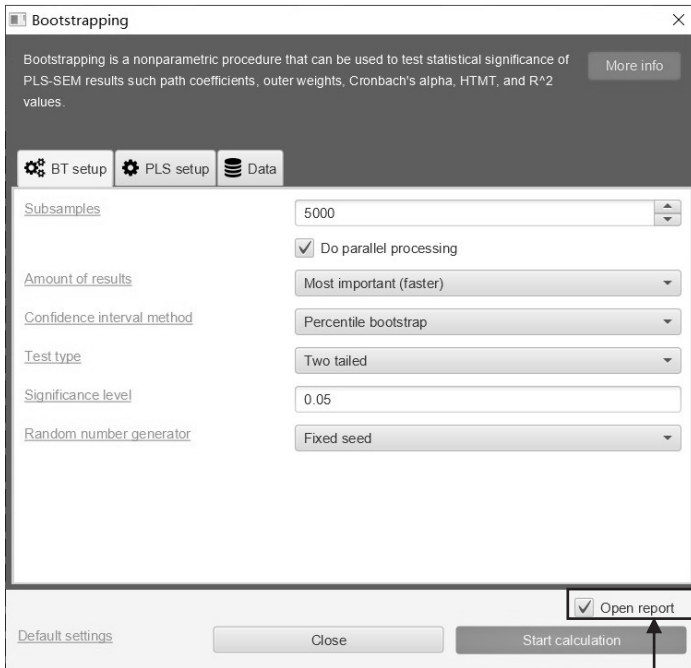 Bootstrapping
Bootstrapping is a nonparametric procedure that can be used to test statistical significance of
PLS-SEM results such path coefficients, outer weights, Cronbach's alpha, HTMT, and R^2
values.
More info
BT setup PLS setup Data
Subsamples 5000
Do parallel processing
Amount of results Most important (faster)
Confidence interval method Percentile bootstrap
Test type Two tailed
Significance level 0.05
Random number generator Fixed seed
Open report
Default settings Close Start calculation